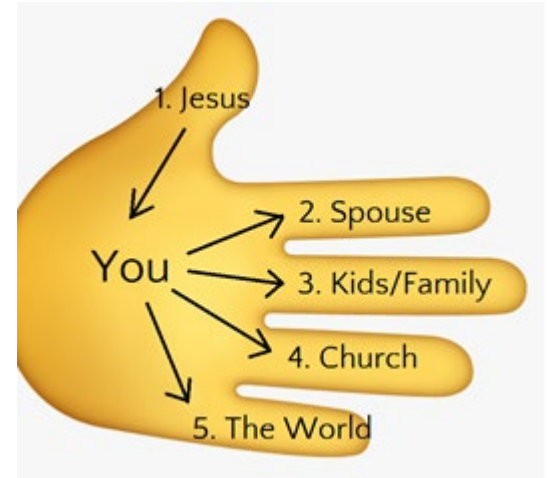 1. Jesus
2. Spouse
You
3. Kids/Family
4. Church
5. The World